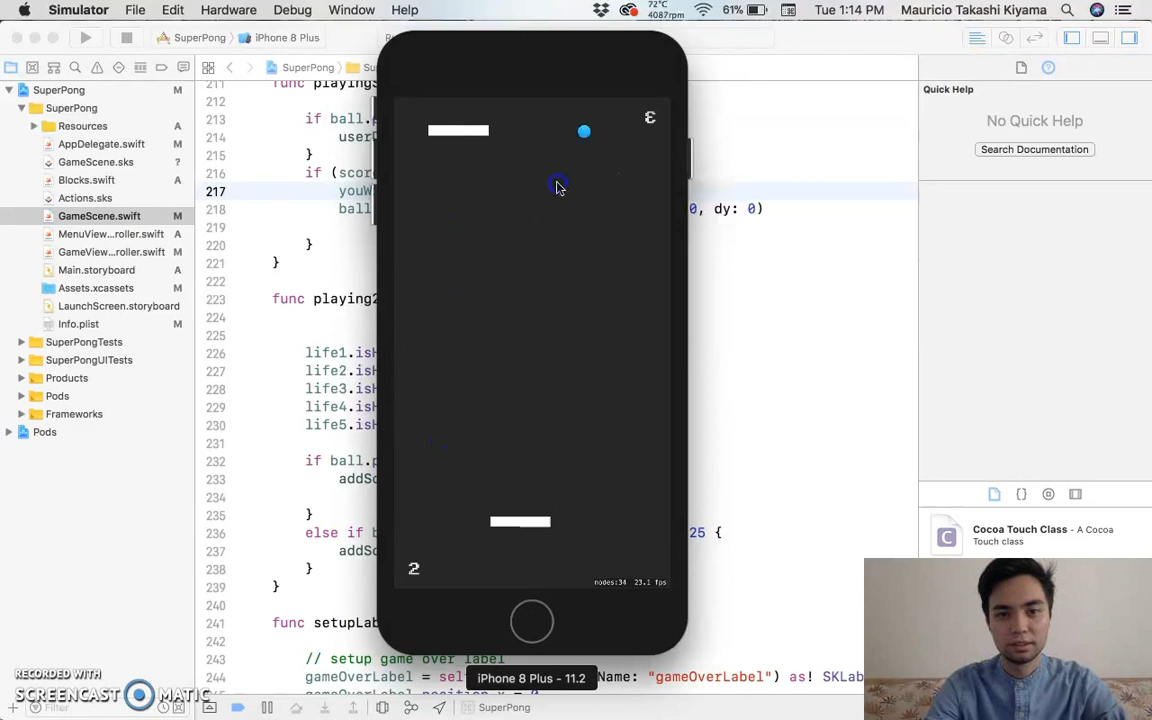 Simulator File Edit Hardware Debug Window Help 72°C 4087rpm 61% Tue 1:14 PM Mauricio Takashi Kiyama
SuperPong iPhone 8 Plus
SuperPong
SuperPong M
SuperPong
Resources A
AppDelegate.swift M
GameScene.sks ?
Blocks.swift A
Actions.sks
GameScene.swift M
MenuView...roller.swift A
GameView...roller.swift M
Main.storyboard A
Assets.xcassets M
LaunchScreen.storyboard
Info.plist M
SuperPongTests
SuperPongUITests
Products
Pods
Frameworks
Pods
Filter
211 func playing
212
213 if ball.
214 user
215 }
216 if (scor
217 youW
218 ball 0, dy: 0)
219
220 }
221 }
222
223 func playing2
224
225
226 life1.is
227 life2.is
228 life3.is
229 life4.is
230 life5.is
231
232 if ball.p
233 addSc
234
235 }
236 else if b 25 {
237 addSc
238 }
239 }
240
241 func setupLab
242
243 // setup game over label
244 gameOverLabel = sel Name: "gameOverLabel") as! SKLab
245 gameOverLabel.position.x = 0
3
2
nodes:34 23.1 fps
iPhone 8 Plus - 11.2
SuperPong
Quick Help
No Quick Help
Search Documentation
C
Cocoa Touch Class - A Cocoa
Touch class
RECORDED WITH
SCREENCAST MATIC